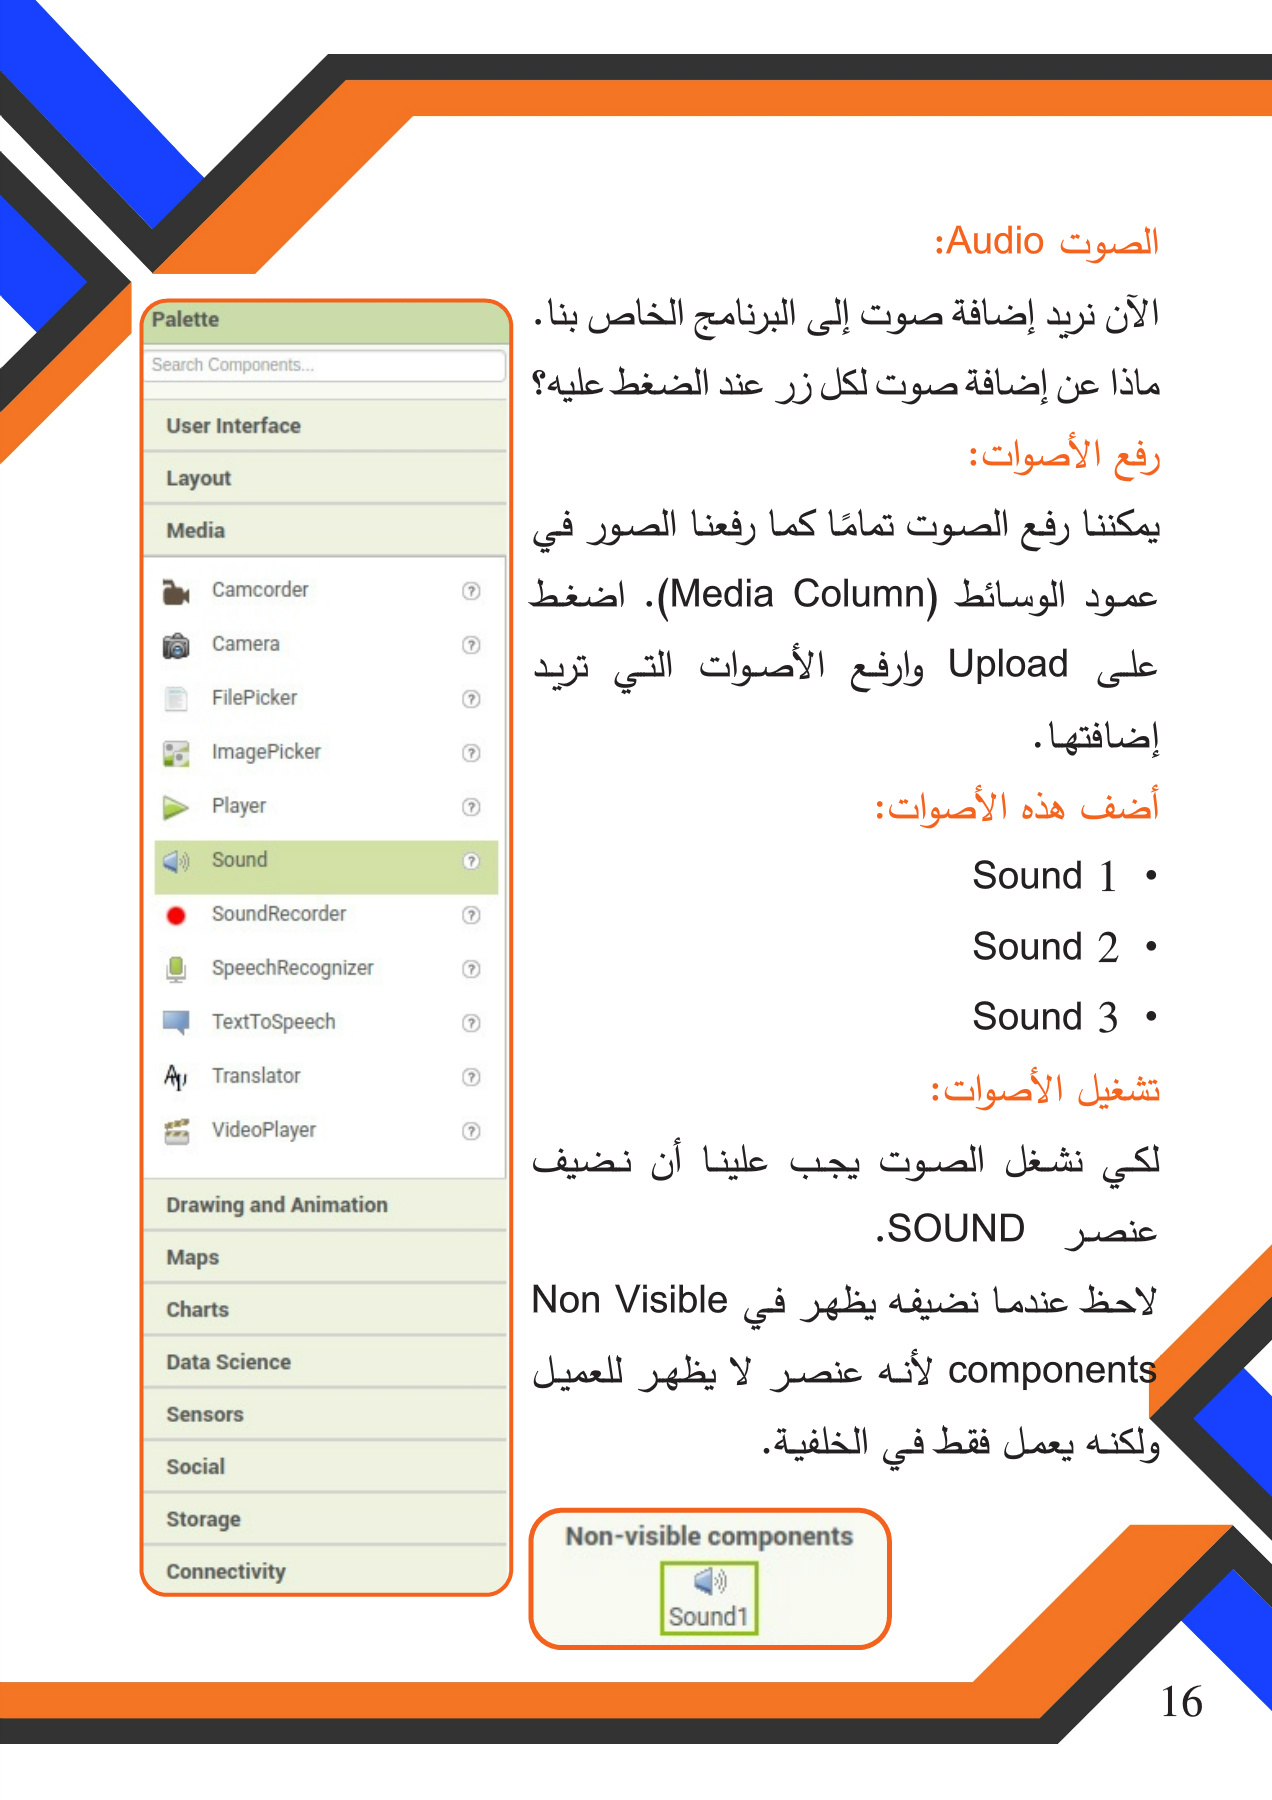 الصوت Audio:
الآن نريد إضافة صوت إلى البرنامج الخاص بنا.
ماذا عن إضافة صوت لكل زر عند الضغط عليه؟
رفع الأصوات:
يمكننا رفع الصوت تمامًا كما رفعنا الصور في
عمود الوسائط (Media Column). اضغط
على Upload وارفع الأصوات التي تريد
إضافتها.
أضف هذه الأصوات:
• Sound 1
• Sound 2
• Sound 3
تشغيل الأصوات:
لكي نشغل الصوت يجب علينا أن نضيف
عنصر SOUND.
لاحظ عندما نضيفه يظهر في Non Visible
components لأنه عنصر لا يظهر للعميل
ولكنه يعمل فقط في الخلفية.
Palette
Search Components...
User Interface
Layout
Media
Camcorder
Camera
FilePicker
ImagePicker
Player
Sound
SoundRecorder
SpeechRecognizer
TextToSpeech
Translator
VideoPlayer
Drawing and Animation
Maps
Charts
Data Science
Sensors
Social
Storage
Connectivity
Non-visible components
Sound1
16